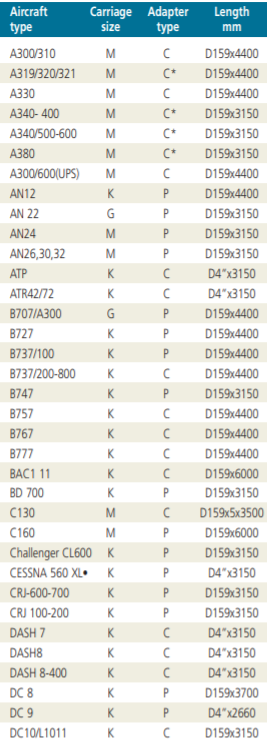 Aircraft type Carriage size Adapter type Length mm
A300/310 M C D159x4400
A319/320/321 M C* D159x4400
A330 M C D159x4400
A340- 400 M C* D159x3150
A340/500-600 M C* D159x3150
A380 M C* D159x3150
A300/600(UPS) M C D159x4400
AN12 K P D159x4400
AN 22 G P D159x3150
AN24 M P D159x3150
AN26,30,32 M P D159x3150
ATP K C D4"x3150
ATR42/72 K C D4"x3150
B707/A300 G P D159x4400
B727 K P D159x4400
B737/100 K P D159x4400
B737/200-800 K C D159x4400
B747 K P D159x3150
B757 K C D159x4400
B767 K C D159x4400
B777 K C D159x4400
BAC1 11 K C D159x6000
BD 700 K P D159x3150
C130 M C D159x5x3500
C160 M P D159x6000
Challenger CL600 K P D159x3150
CESSNA 560 XL• K P D4"x3150
CRJ-600-700 K P D159x3150
CRJ 100-200 K P D159x3150
DASH 7 K C D4"x3150
DASH8 K C D4"x3150
DASH 8-400 K C D4"x3150
DC 8 K P D159x3700
DC 9 K P D4"x2660
DC10/L1011 K C D159x3150